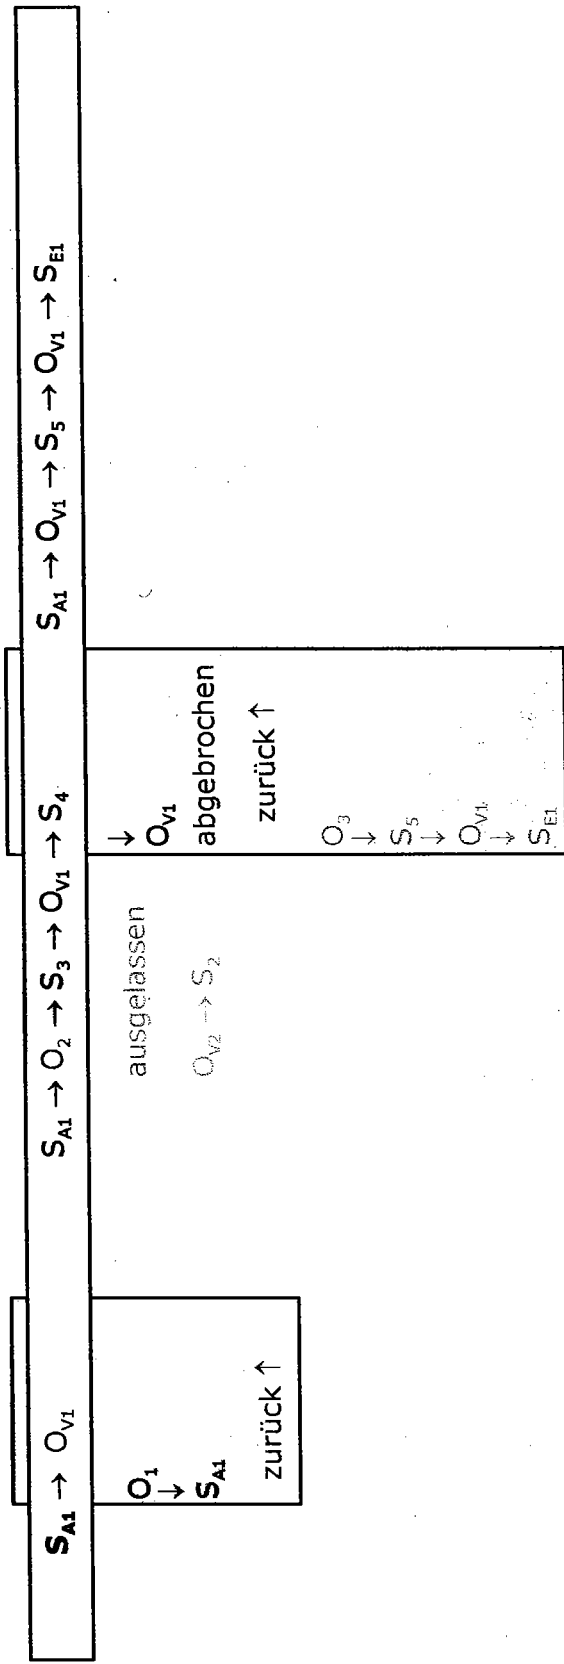 S_A1 → O_V1
S_A1 → O_2 → S_3 → O_V1 → S_4
S_A1 → O_V1 → S_5 → O_V1 → S_E1
O_1
↓
S_A1
zurück ↑
ausgelassen
O_V2 → S_2
↓
O_V1
abgebrochen
zurück ↑
O_3
↓
S_5
↓
O_V1
↓
S_E1